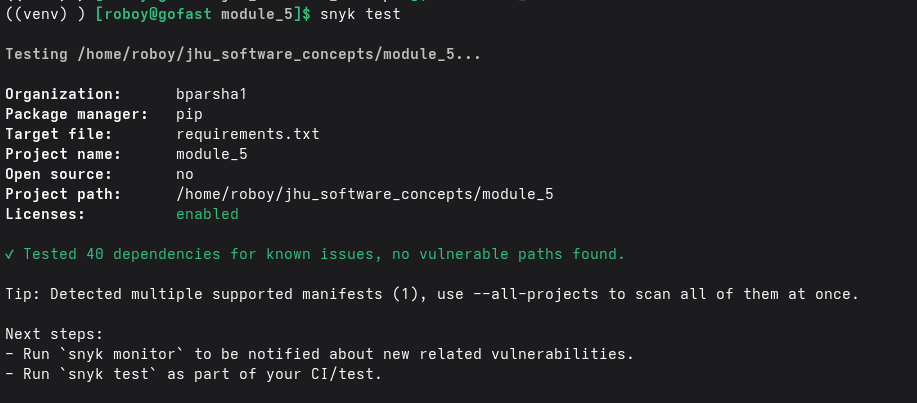 ((venv) ) [roboy@gofast module_5]$ snyk test
Testing /home/roboy/jhu_software_concepts/module_5...
Organization: bparsha1
Package manager: pip
Target file: requirements.txt
Project name: module_5
Open source: no
Project path: /home/roboy/jhu_software_concepts/module_5
Licenses: enabled
✓ Tested 40 dependencies for known issues, no vulnerable paths found.
Tip: Detected multiple supported manifests (1), use --all-projects to scan all of them at once.
Next steps:
- Run `snyk monitor` to be notified about new related vulnerabilities.
- Run `snyk test` as part of your CI/test.